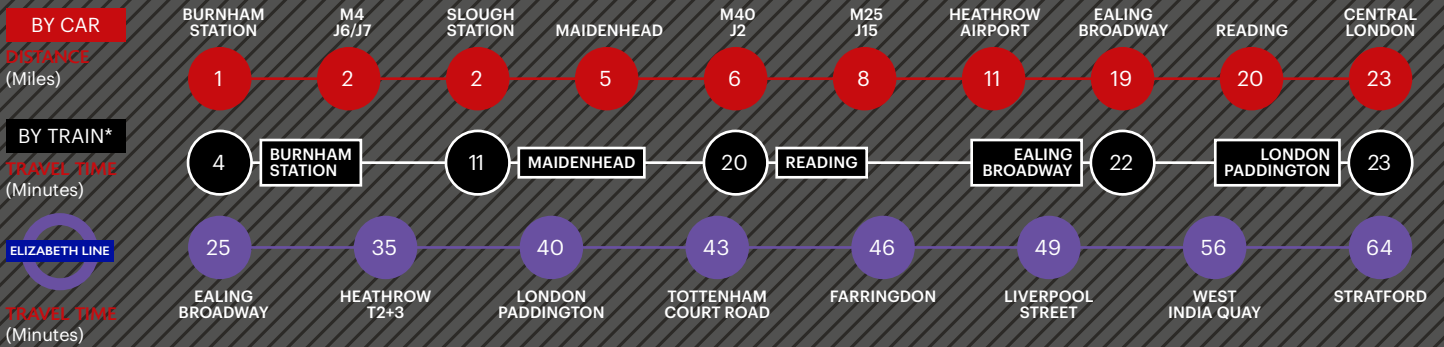 BY CAR
DISTANCE
(Miles)
BURNHAM
STATION
M4
J6/J7
SLOUGH
STATION
MAIDENHEAD
M40
J2
M25
J15
HEATHROW
AIRPORT
EALING
BROADWAY
READING
CENTRAL
LONDON
1
2
2
5
6
8
11
19
20
23
BY TRAIN*
TRAVEL TIME
(Minutes)
4
BURNHAM
STATION
11
MAIDENHEAD
20
READING
EALING
BROADWAY
22
LONDON
PADDINGTON
23
ELIZABETH LINE
TRAVEL TIME
(Minutes)
25
35
40
43
46
49
56
64
EALING
BROADWAY
HEATHROW
T2+3
LONDON
PADDINGTON
TOTTENHAM
COURT ROAD
FARRINGDON
LIVERPOOL
STREET
WEST
INDIA QUAY
STRATFORD